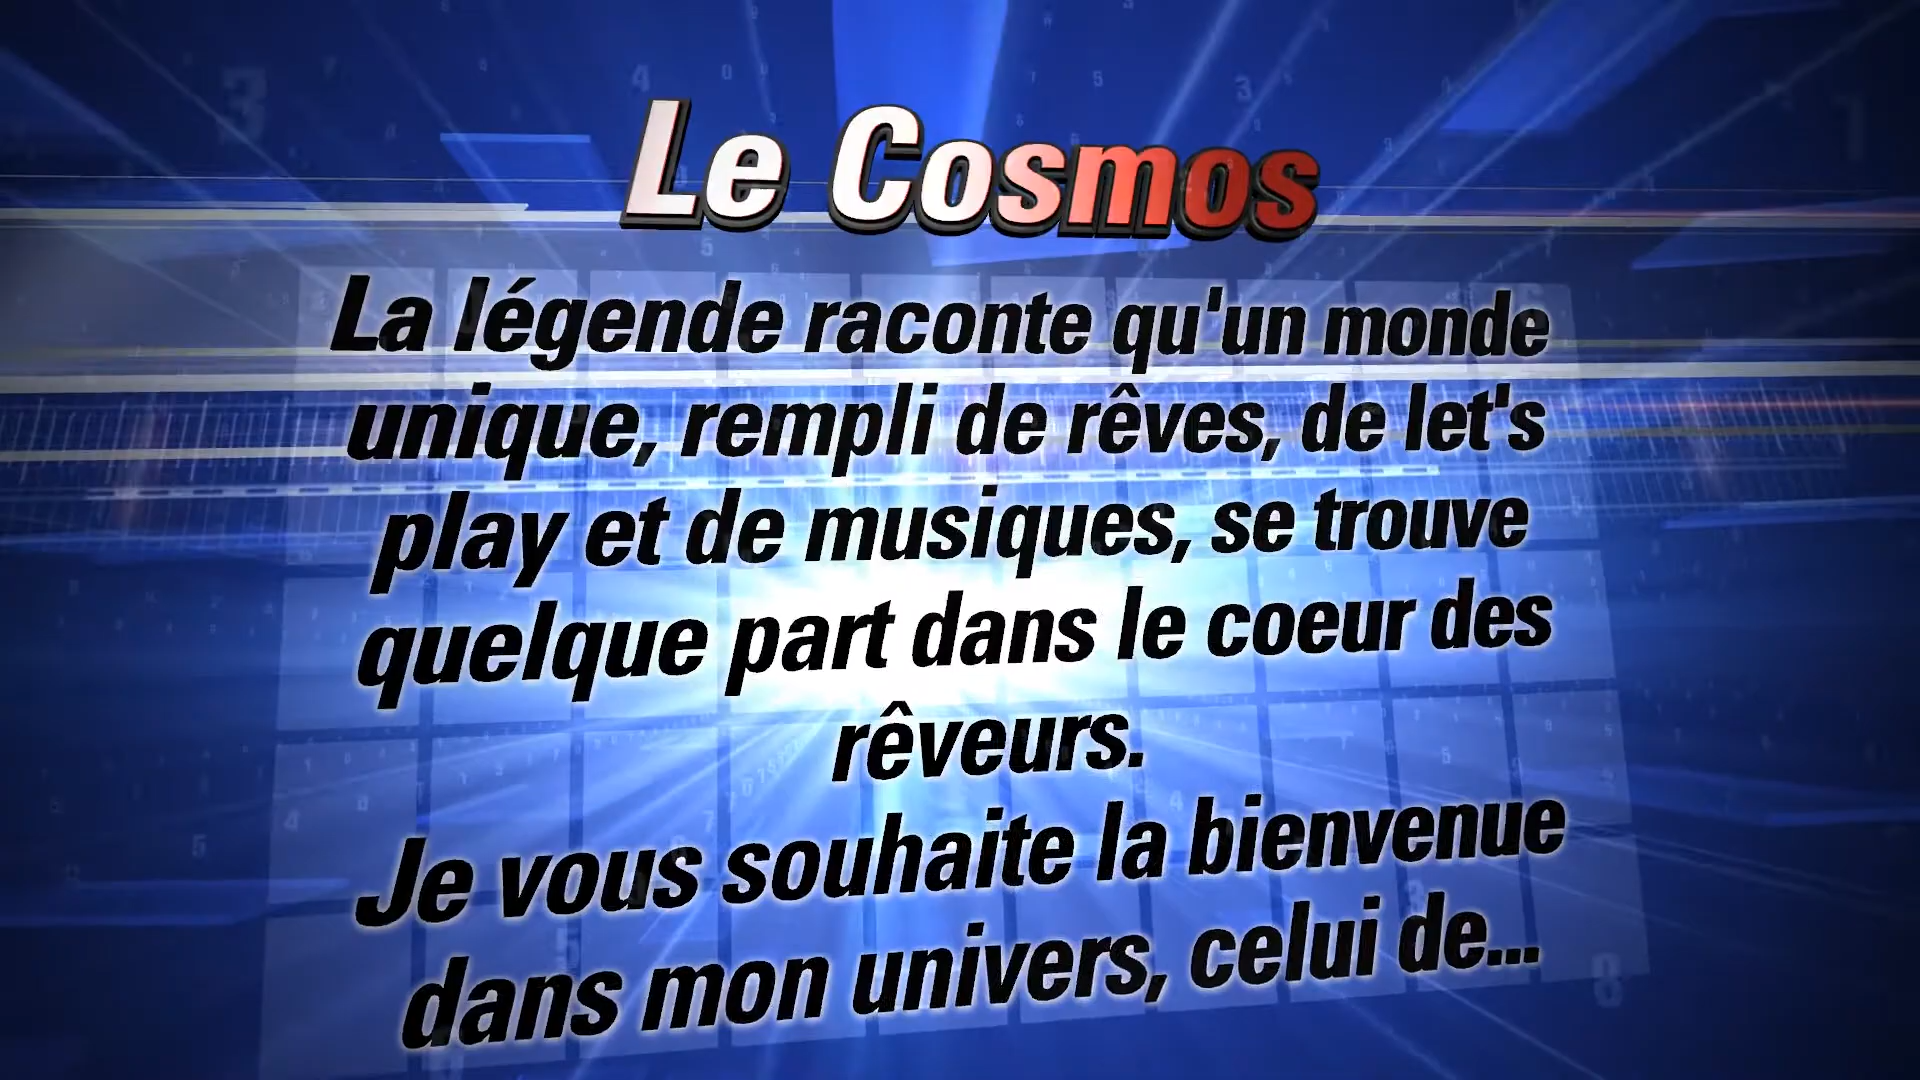 Le Cosmos
La légende raconte qu'un monde
unique, rempli de rêves, de let's
play et de musiques, se trouve
quelque part dans le coeur des
rêveurs.
Je vous souhaite la bienvenue
dans mon univers, celui de...